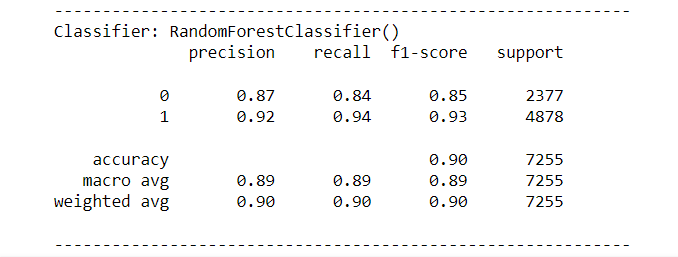 ------------------------------------------------------------
Classifier: RandomForestClassifier()
              precision    recall  f1-score   support

           0       0.87      0.84      0.85      2377
           1       0.92      0.94      0.93      4878

    accuracy                           0.90      7255
   macro avg       0.89      0.89      0.89      7255
weighted avg       0.90      0.90      0.90      7255

------------------------------------------------------------